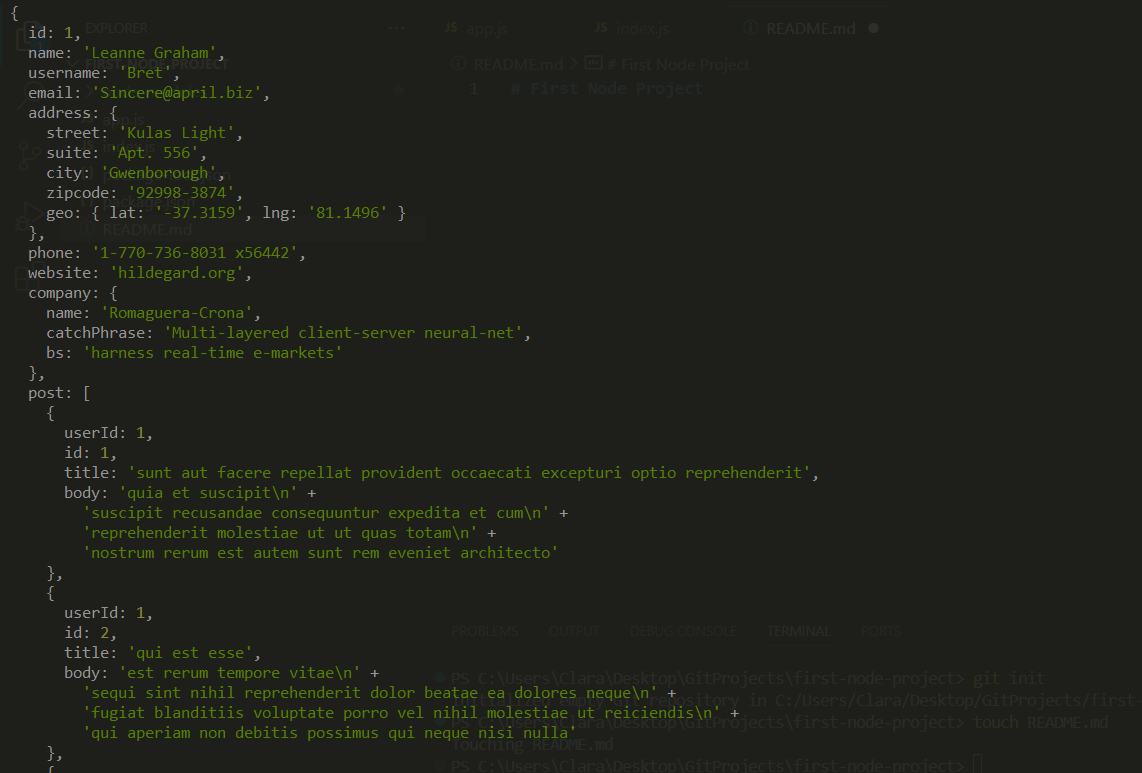 {
  id: 1,
  name: 'Leanne Graham',
  username: 'Bret',
  email: 'Sincere@april.biz',
  address: {
    street: 'Kulas Light',
    suite: 'Apt. 556',
    city: 'Gwenborough',
    zipcode: '92998-3874',
    geo: { lat: '-37.3159', lng: '81.1496' }
  },
  phone: '1-770-736-8031 x56442',
  website: 'hildegard.org',
  company: {
    name: 'Romaguera-Crona',
    catchPhrase: 'Multi-layered client-server neural-net',
    bs: 'harness real-time e-markets'
  },
  post: [
    {
      userId: 1,
      id: 1,
      title: 'sunt aut facere repellat provident occaecati excepturi optio reprehenderit',
      body: 'quia et suscipit\n' +
        'suscipit recusandae consequuntur expedita et cum\n' +
        'reprehenderit molestiae ut ut quas totam\n' +
        'nostrum rerum est autem sunt rem eveniet architecto'
    },
    {
      userId: 1,
      id: 2,
      title: 'qui est esse',
      body: 'est rerum tempore vitae\n' +
        'sequi sint nihil reprehenderit dolor beatae ea dolores neque\n' +
        'fugiat blanditiis voluptate porro vel nihil molestiae ut reiciendis\n' +
        'qui aperiam non debitis possimus qui neque nisi nulla'
    },
    {
EXPLORER
FIRST_NODE_PROJECT
app.js
index.js
README.md
JS app.js
JS index.js
README.md
README.md > # First Node Project
1 # First Node Project
PROBLEMS OUTPUT DEBUG CONSOLE TERMINAL PORTS
PS C:\Users\Clara\Desktop\GitProjects\first-node-project> git init
Initialized empty Git repository in C:/Users/Clara/Desktop/GitProjects/first-
PS C:\Users\Clara\Desktop\GitProjects\first-node-project> touch README.md
Touching README.md
PS C:\Users\Clara\Desktop\GitProjects\first-node-project>